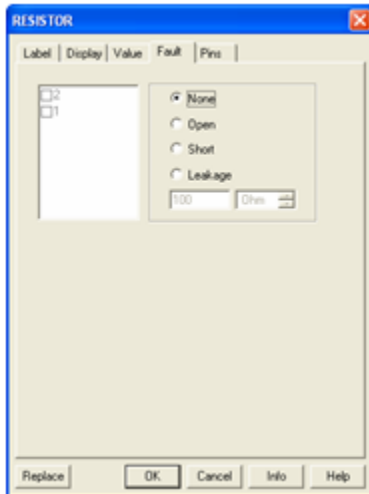 RESISTOR
Label Display Value Fault Pins
2
1
None
Open
Short
Leakage
100 Ohm
Replace OK Cancel Info Help